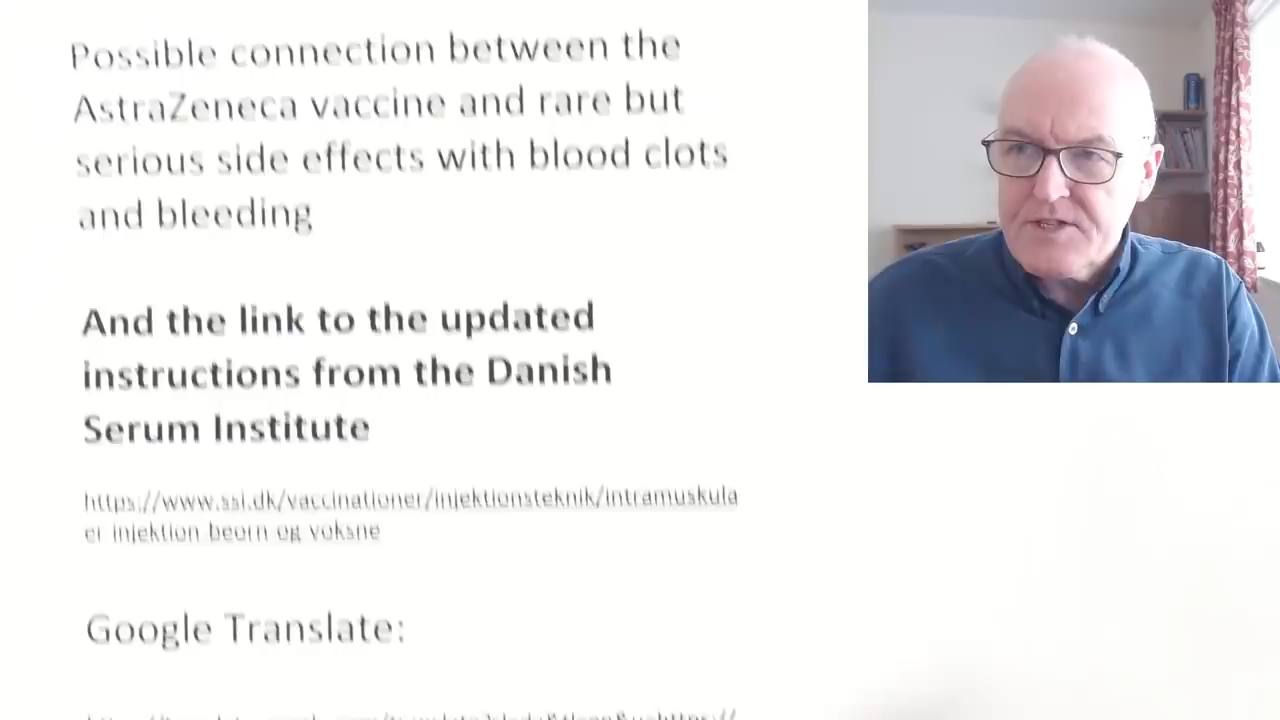 Possible connection between the
AstraZeneca vaccine and rare but
serious side effects with blood clots
and bleeding
And the link to the updated
instructions from the Danish
Serum Institute
https://www.ssi.dk/vaccinationer/injektionsteknik/intramuskula
er injektion beorn og voksne
Google Translate: